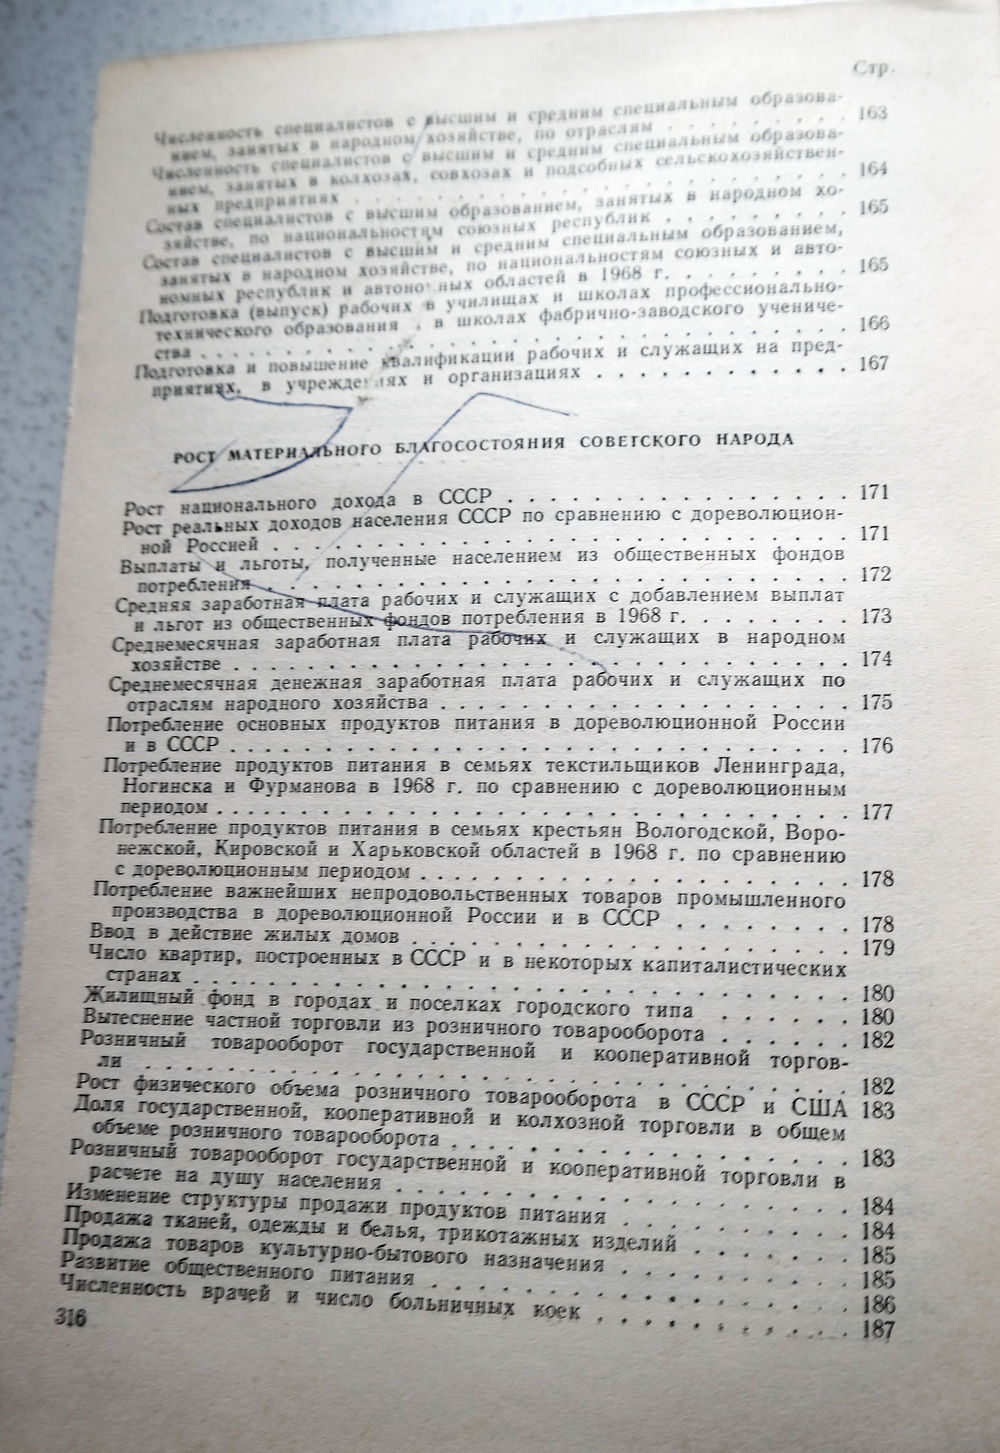 Стр.
Численность специалистов с высшим и средним специальным образова-
нием, занятых в народном хозяйстве, по отраслям . . . . . . . . 163
Численность специалистов с высшим и средним специальным образова-
нием, занятых в колхозах, совхозах и подсобных сельскохозяйствен-
ных предприятиях . . . . . . . . . . . . . . . . . . . 164
Состав специалистов с высшим образованием, занятых в народном хо-
зяйстве, по национальностям союзных республик . . . . . . . . 165
Состав специалистов с высшим и средним специальным образованием,
занятых в народном хозяйстве, по национальностям союзных и авто-
номных республик и автономных областей в 1968 г. . . . . . . . 165
Подготовка (выпуск) рабочих в училищах и школах профессионально-
технического образования , в школах фабрично-заводского учениче-
ства . . . . . . . . . . . . . . . . . . . . . . . . 166
Подготовка и повышение квалификации рабочих и служащих на пред-
приятиях, в учреждениях и организациях . . . . . . . . . . . 167
РОСТ МАТЕРИАЛЬНОГО БЛАГОСОСТОЯНИЯ СОВЕТСКОГО НАРОДА
Рост национального дохода в СССР . . . . . . . . . . . . . . 171
Рост реальных доходов населения СССР по сравнению с дореволюцион-
ной Россией . . . . . . . . . . . . . . . . . . . . . . 171
Выплаты и льготы, полученные населением из общественных фондов
потребления . . . . . . . . . . . . . . . . . . . . . . 172
Средняя заработная плата рабочих и служащих с добавлением выплат
и льгот из общественных фондов потребления в 1968 г. . . . . . . 173
Среднемесячная заработная плата рабочих и служащих в народном
хозяйстве . . . . . . . . . . . . . . . . . . . . . . . 174
Среднемесячная денежная заработная плата рабочих и служащих по
отраслям народного хозяйства . . . . . . . . . . . . . . . . 175
Потребление основных продуктов питания в дореволюционной России
и в СССР . . . . . . . . . . . . . . . . . . . . . . . 176
Потребление продуктов питания в семьях текстильщиков Ленинграда,
Ногинска и Фурманова в 1968 г. по сравнению с дореволюционным
периодом . . . . . . . . . . . . . . . . . . . . . . . 177
Потребление продуктов питания в семьях крестьян Вологодской, Воро-
нежской, Кировской и Харьковской областей в 1968 г. по сравнению
с дореволюционным периодом . . . . . . . . . . . . . . . . 178
Потребление важнейших непродовольственных товаров промышленного
производства в дореволюционной России и в СССР . . . . . . . 178
Ввод в действие жилых домов . . . . . . . . . . . . . . . . 179
Число квартир, построенных в СССР и в некоторых капиталистических
странах . . . . . . . . . . . . . . . . . . . . . . . . 180
Жилищный фонд в городах и поселках городского типа . . . . . . 180
Вытеснение частной торговли из розничного товарооборота . . . . . . 182
Розничный товарооборот государственной и кооперативной торгов-
ли . . . . . . . . . . . . . . . . . . . . . . . . . . 182
Рост физического объема розничного товарооборота в СССР и США 183
Доля государственной, кооперативной и колхозной торговли в общем
объеме розничного товарооборота . . . . . . . . . . . . . . . 183
Розничный товарооборот государственной и кооперативной торговли в
расчете на душу населения . . . . . . . . . . . . . . . . . 184
Изменение структуры продажи продуктов питания . . . . . . . . . 184
Продажа тканей, одежды и белья, трикотажных изделий . . . . . . 185
Продажа товаров культурно-бытового назначения . . . . . . . . . 185
Развитие общественного питания . . . . . . . . . . . . . . . 186
Численность врачей и число больничных коек . . . . . . . . . . 187
316